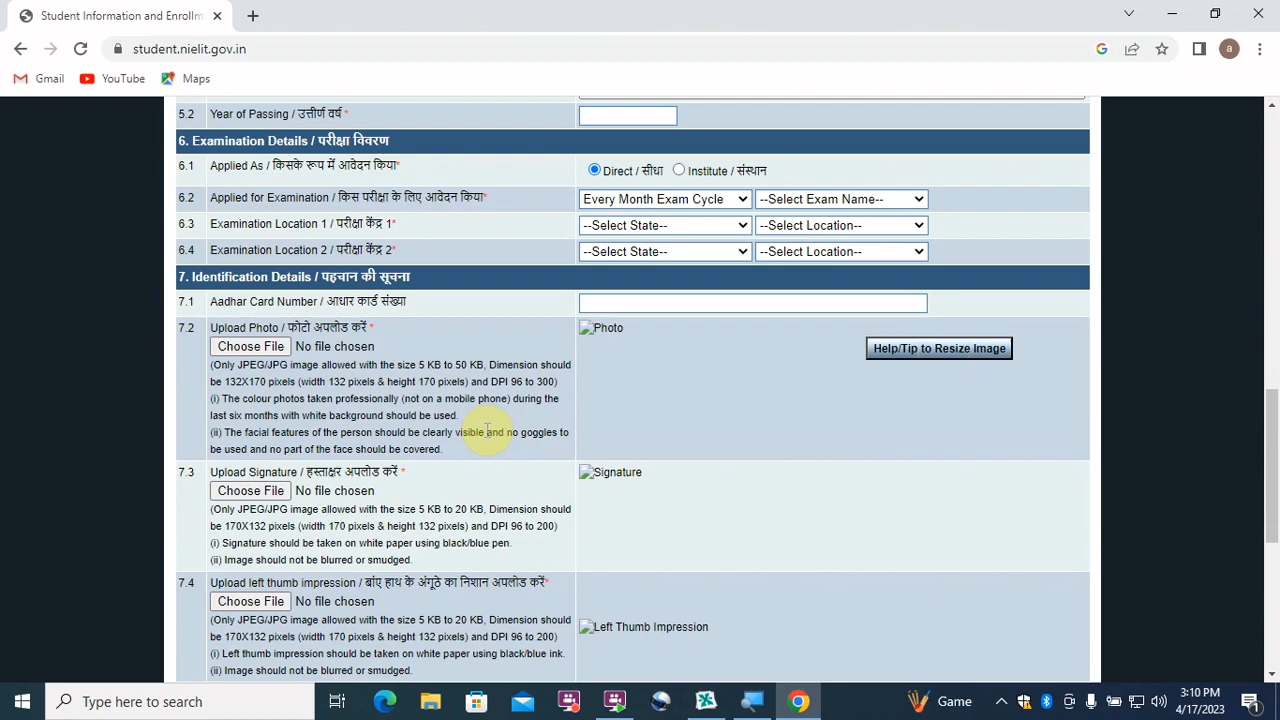 Student Information and Enrollm
student.nielit.gov.in
a
Gmail
YouTube
Maps
5.2 Year of Passing / उत्तीर्ण वर्ष *
6. Examination Details / परीक्षा विवरण
6.1 Applied As / किसके रूप में आवेदन किया*
Direct / सीधा Institute / संस्थान
6.2 Applied for Examination / किस परीक्षा के लिए आवेदन किया*
Every Month Exam Cycle --Select Exam Name--
6.3 Examination Location 1 / परीक्षा केंद्र 1*
--Select State-- --Select Location--
6.4 Examination Location 2 / परीक्षा केंद्र 2*
--Select State-- --Select Location--
7. Identification Details / पहचान की सूचना
7.1 Aadhar Card Number / आधार कार्ड संख्या
7.2 Upload Photo / फोटो अपलोड करें *
Choose File No file chosen
(Only JPEG/JPG image allowed with the size 5 KB to 50 KB, Dimension should
be 132X170 pixels (width 132 pixels & height 170 pixels) and DPI 96 to 300)
(i) The colour photos taken professionally (not on a mobile phone) during the
last six months with white background should be used.
(ii) The facial features of the person should be clearly visible and no goggles to
be used and no part of the face should be covered.
Photo
Help/Tip to Resize Image
7.3 Upload Signature / हस्ताक्षर अपलोड करें *
Choose File No file chosen
(Only JPEG/JPG image allowed with the size 5 KB to 20 KB, Dimension should
be 170X132 pixels (width 170 pixels & height 132 pixels) and DPI 96 to 200)
(i) Signature should be taken on white paper using black/blue pen.
(ii) Image should not be blurred or smudged.
Signature
7.4 Upload left thumb impression / बांए हाथ के अंगूठे का निशान अपलोड करें*
Choose File No file chosen
(Only JPEG/JPG image allowed with the size 5 KB to 20 KB, Dimension should
be 170X132 pixels (width 170 pixels & height 132 pixels) and DPI 96 to 200)
(i) Left thumb impression should be taken on white paper using black/blue ink.
(ii) Image should not be blurred or smudged.
Left Thumb Impression
Type here to search
Game
3:10 PM
4/17/2023
1